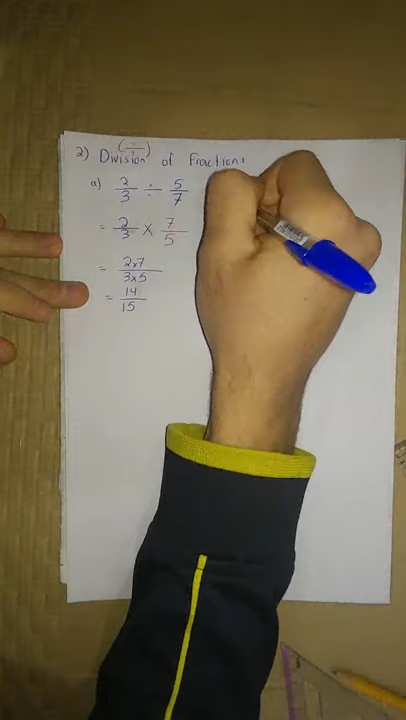 2) Division of Fractions
(÷)
a) 2/3 ÷ 5/7
= 2/3 × 7/5
= 2×7/3×5
= 14/15